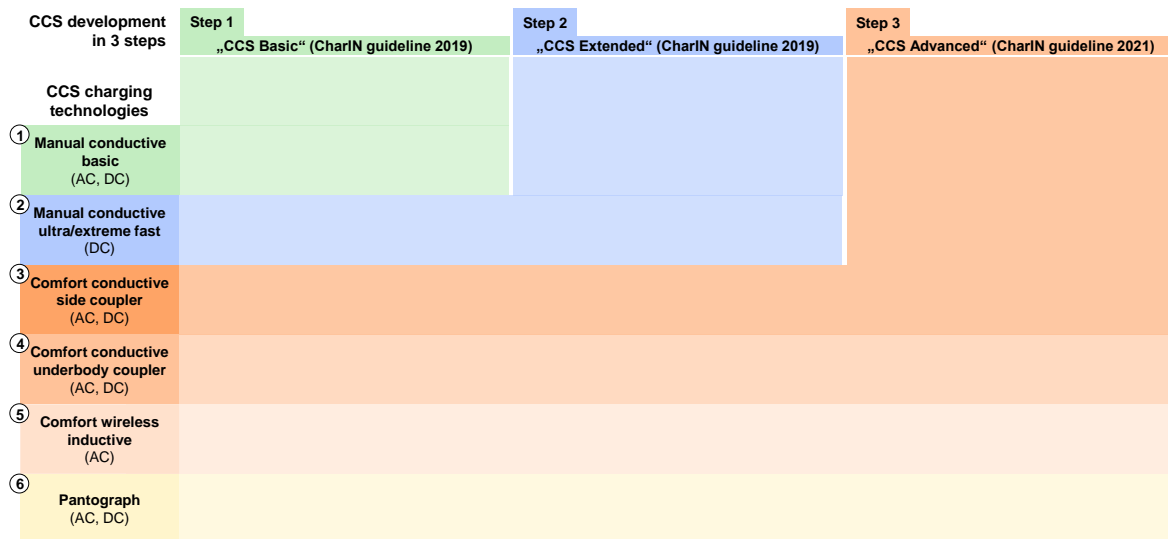 CCS development
in 3 steps
Step 1
„CCS Basic“ (CharIN guideline 2019)
Step 2
„CCS Extended“ (CharIN guideline 2019)
Step 3
„CCS Advanced“ (CharIN guideline 2021)
CCS charging
technologies
1
Manual conductive
basic
(AC, DC)
2
Manual conductive
ultra/extreme fast
(DC)
3
Comfort conductive
side coupler
(AC, DC)
4
Comfort conductive
underbody coupler
(AC, DC)
5
Comfort wireless
inductive
(AC)
6
Pantograph
(AC, DC)